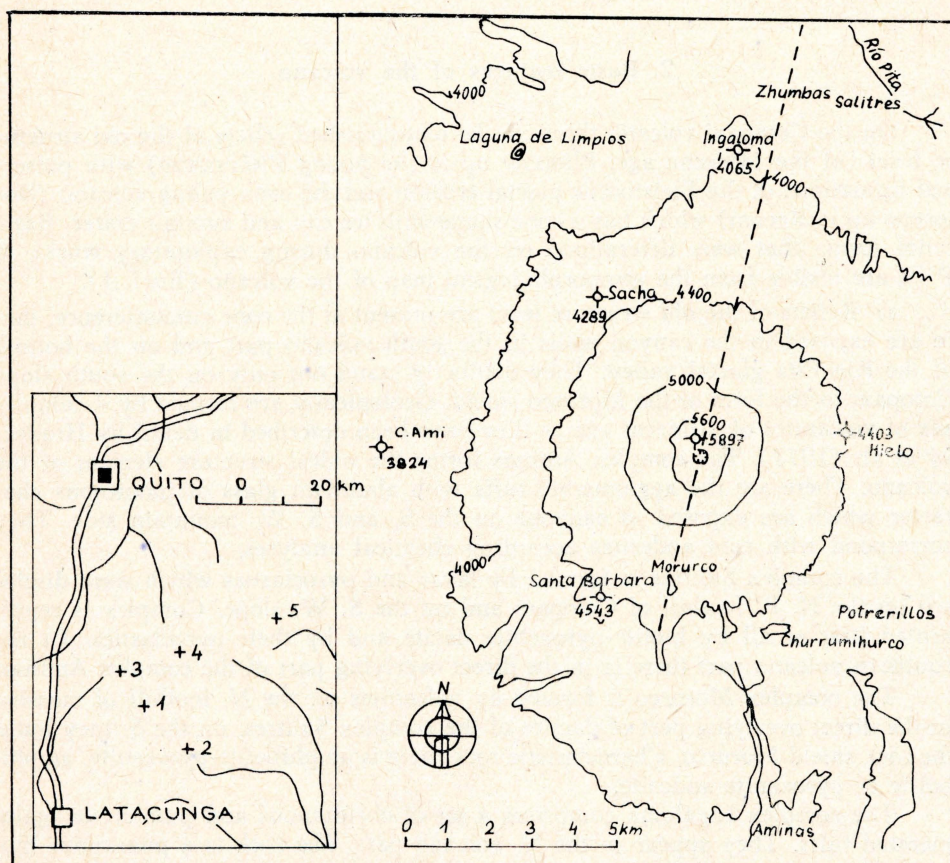 4000
Río Pita
Zhumbas
Salitres
Laguna de Limpios
Ingaloma
4065
4000
Sacha
4289
4400
5000
5600
5897
C. Ami
3824
4403
Hielo
4000
Santa Barbara
4543
Morurco
Potrerillos
Churrumihurco
Aminas
N
0 1 2 3 4 5km
QUITO
0 20 km
5
4
3
1
2
LATACUNGA